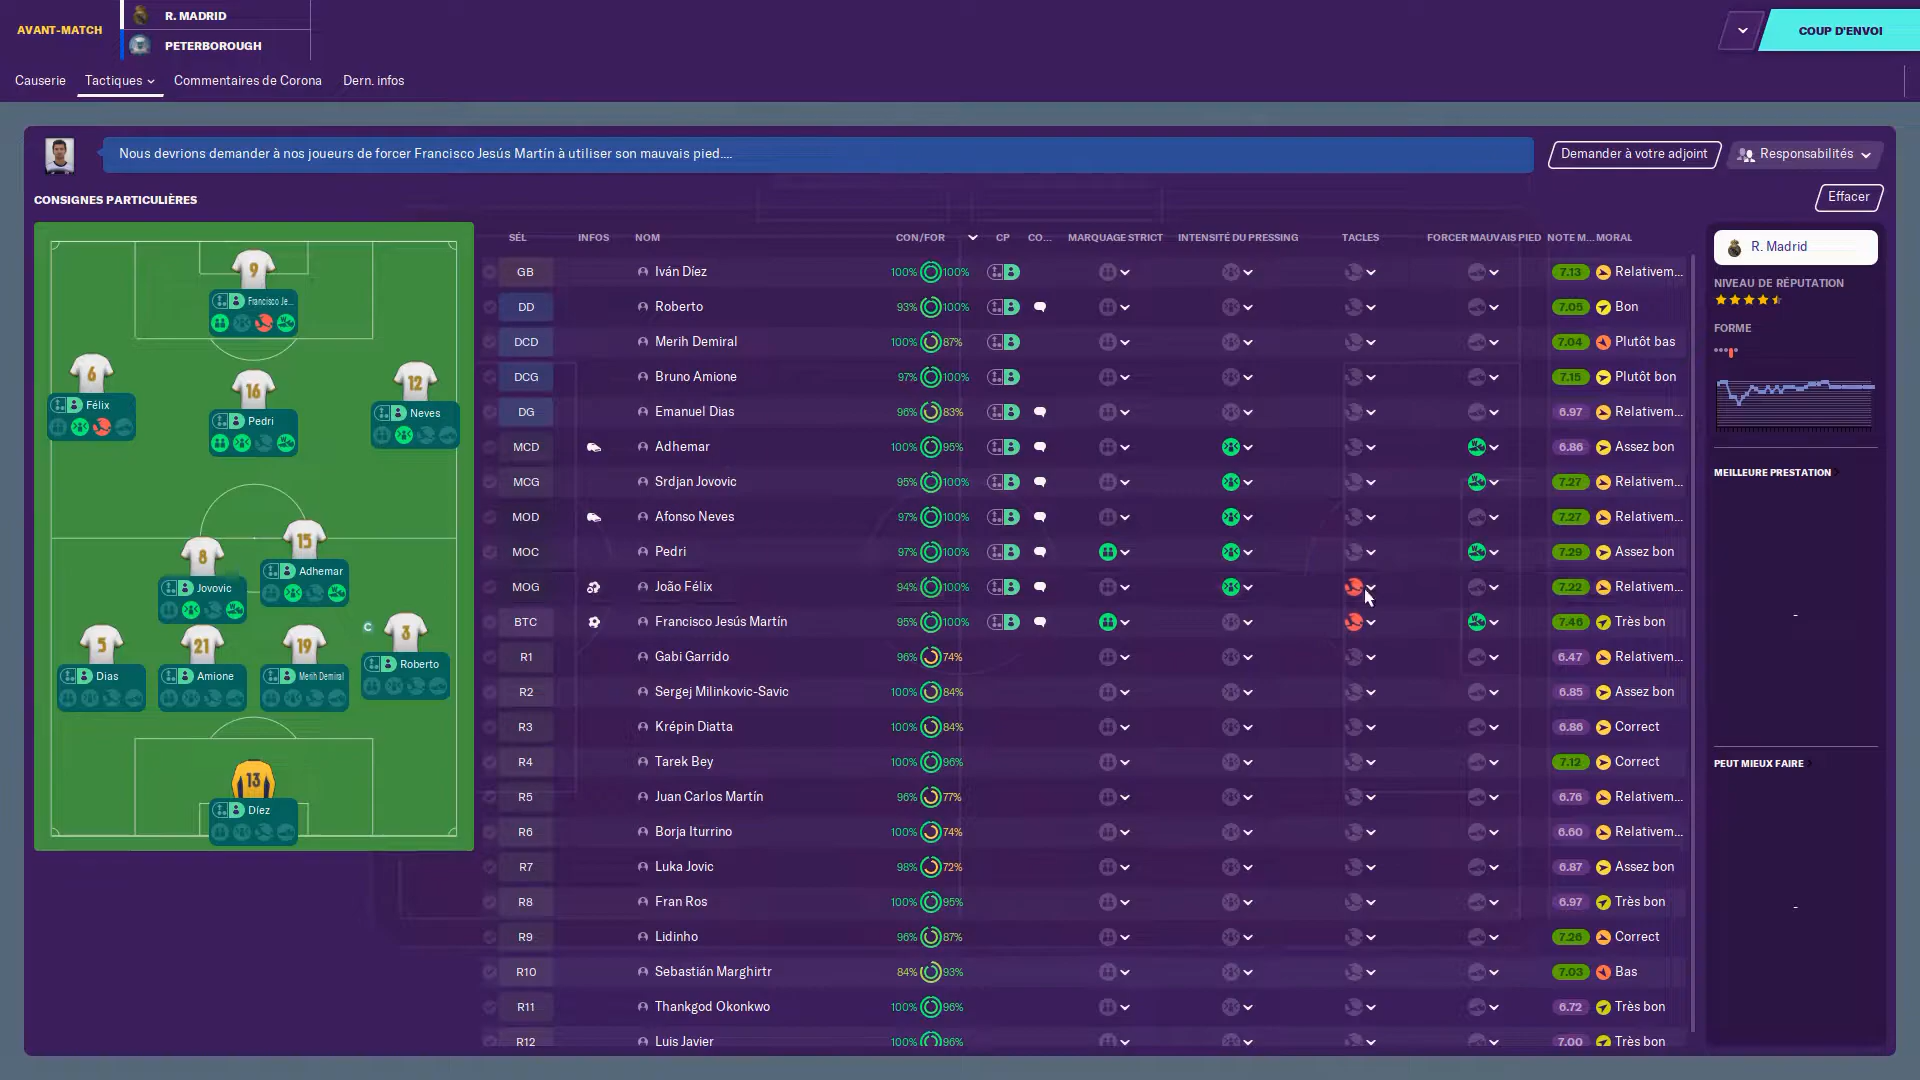 AVANT-MATCH
R. MADRID
PETERBOROUGH
COUP D'ENVOI
Causerie Tactiques Commentaires de Corona Dern. infos
Nous devrions demander à nos joueurs de forcer Francisco Jesús Martín à utiliser son mauvais pied....
Demander à votre adjoint
Responsabilités
CONSIGNES PARTICULIÈRES
Effacer
9
Francisco Je...
6
Félix
16
Pedri
12
Neves
8
Jovovic
15
Adhemar
5
Dias
21
Amione
19
Merih Demiral
C
3
Roberto
13
Díez
SÉL INFOS NOM CON/FOR CP CO... MARQUAGE STRICT INTENSITÉ DU PRESSING TACLES FORCER MAUVAIS PIED NOTE M... MORAL
GB Iván Díez 100% 100% 7.13 Relativem...
DD Roberto 93% 100% 7.05 Bon
DCD Merih Demiral 100% 87% 7.04 Plutôt bas
DCG Bruno Amione 97% 100% 7.15 Plutôt bon
DG Emanuel Dias 96% 83% 6.97 Relativem...
MCD Adhemar 100% 95% 6.86 Assez bon
MCG Srdjan Jovovic 95% 100% 7.27 Relativem...
MOD Afonso Neves 97% 100% 7.27 Relativem...
MOC Pedri 97% 100% 7.29 Assez bon
MOG João Félix 94% 100% 7.22 Relativem...
BTC Francisco Jesús Martín 95% 100% 7.46 Très bon
R1 Gabi Garrido 96% 74% 6.47 Relativem...
R2 Sergej Milinkovic-Savic 100% 84% 6.85 Assez bon
R3 Krépin Diatta 100% 84% 6.86 Correct
R4 Tarek Bey 100% 96% 7.12 Correct
R5 Juan Carlos Martín 96% 77% 6.76 Relativem...
R6 Borja Iturrino 100% 74% 6.60 Relativem...
R7 Luka Jovic 98% 72% 6.87 Assez bon
R8 Fran Ros 100% 95% 6.97 Très bon
R9 Lidinho 96% 87% 7.26 Correct
R10 Sebastián Marghirtr 84% 93% 7.03 Bas
R11 Thankgod Okonkwo 100% 96% 6.72 Très bon
R12 Luis Javier 100% 96% 7.00 Très bon
R. Madrid
NIVEAU DE RÉPUTATION
FORME
MEILLEURE PRESTATION
-
PEUT MIEUX FAIRE
-